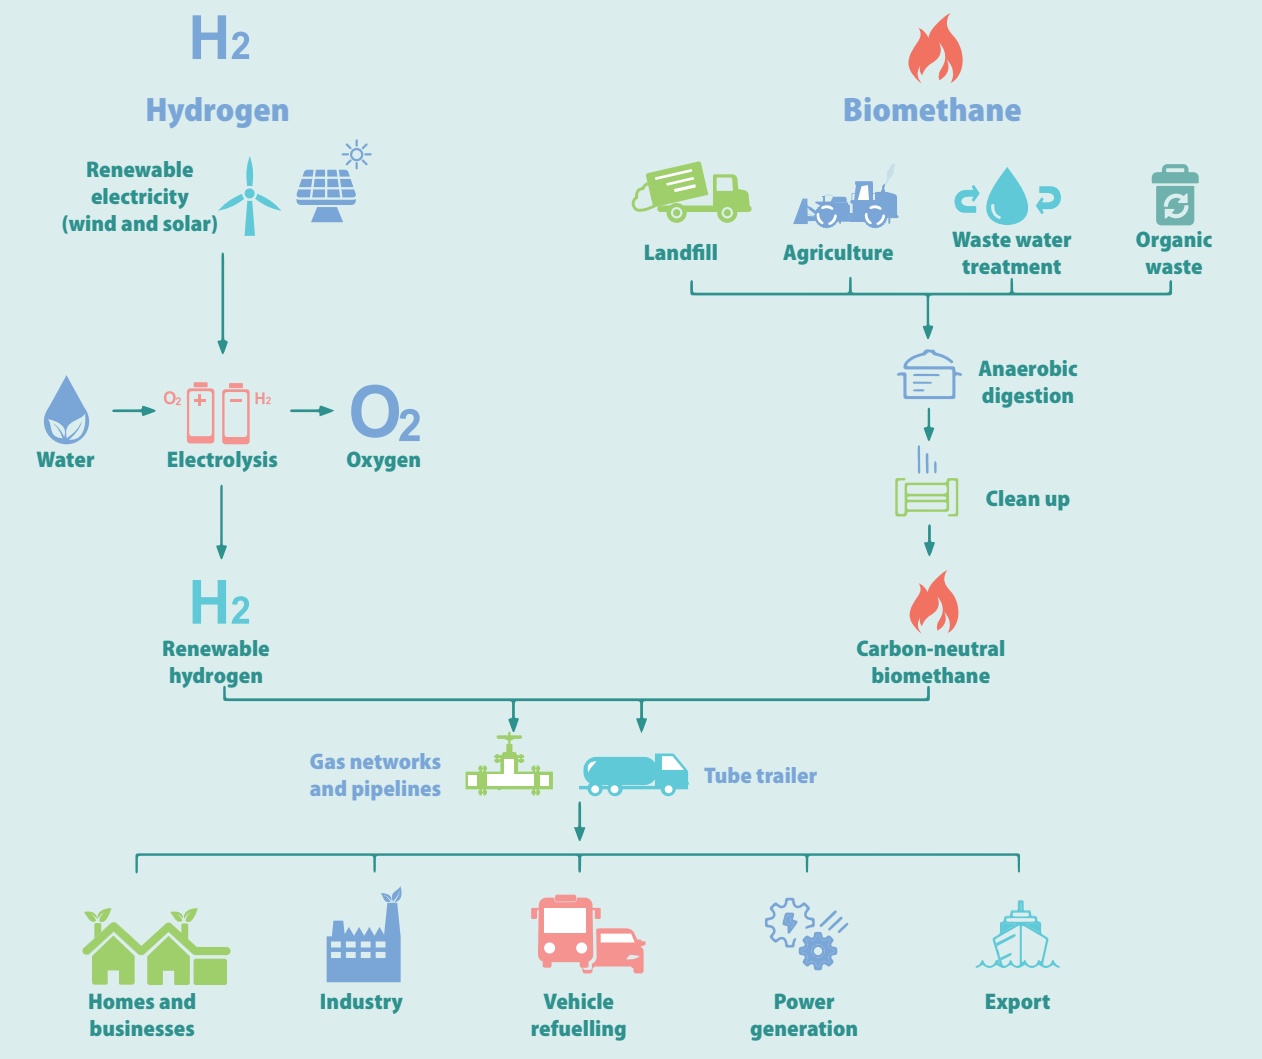 H2
Hydrogen
Renewable
electricity
(wind and solar)
Biomethane
Landfill
Agriculture
Waste water
treatment
Organic
waste
Water
O2
H2
Electrolysis
O2
Oxygen
Anaerobic
digestion
Clean up
H2
Renewable
hydrogen
Carbon-neutral
biomethane
Gas networks
and pipelines
Tube trailer
Homes and
businesses
Industry
Vehicle
refuelling
Power
generation
Export